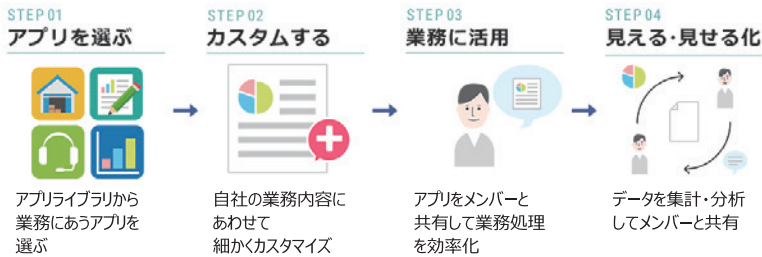 STEP 01
アプリを選ぶ
アプリライブラリから
業務にあうアプリを
選ぶ
STEP 02
カスタムする
自社の業務内容に
あわせて
細かくカスタマイズ
STEP 03
業務に活用
アプリをメンバーと
共有して業務処理
を効率化
STEP 04
見える・見せる化
データを集計・分析
してメンバーと共有